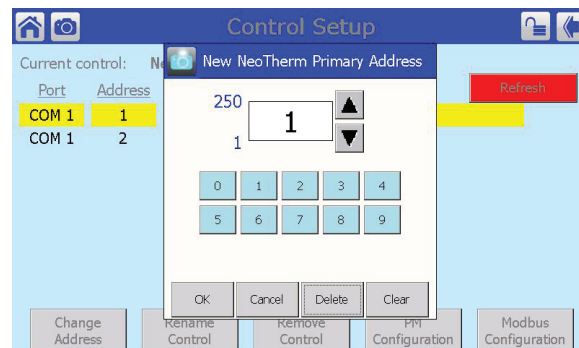 Control Setup
Current control: Ne
New NeoTherm Primary Address
Port Address
Refresh
COM 1 1
COM 1 2
250
1
1
0 1 2 3 4
5 6 7 8 9
OK Cancel Delete Clear
Change Address
Rename Control
Remove Control
PM Configuration
Modbus Configuration